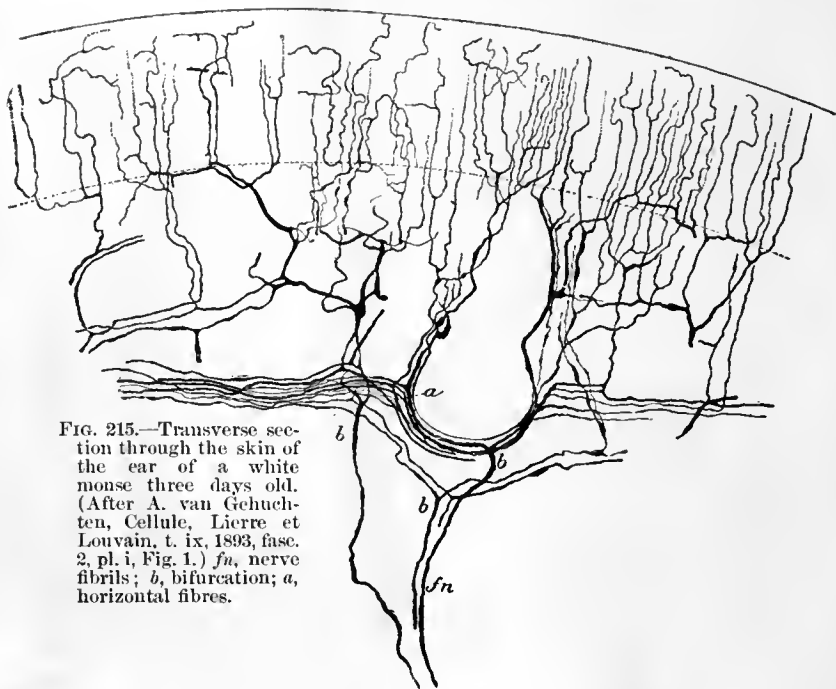 a
b
b
b
fn
FIG. 215.—Transverse sec-
tion through the skin of
the ear of a white
mouse three days old.
(After A. van Gehuch-
ten, Cellule, Lierre et
Louvain, t. ix, 1893, fasc.
2, pl. i, Fig. 1.) fn, nerve
fibrils; b, bifurcation; a,
horizontal fibres.